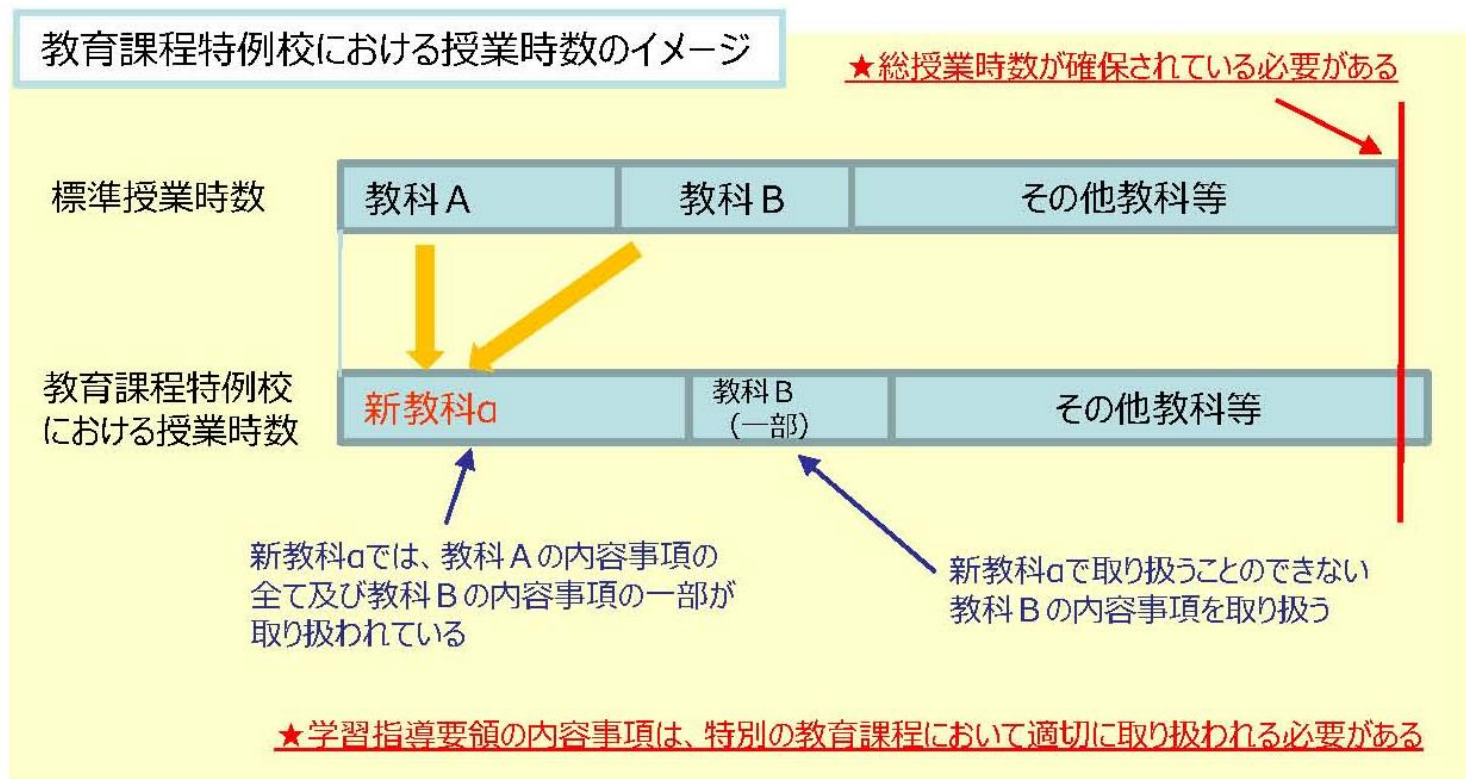 教育課程特例校における授業時数のイメージ
★総授業時数が確保されている必要がある
標準授業時数
教科A
教科B
その他教科等
教育課程特例校
における授業時数
新教科α
教科B
(一部)
その他教科等
新教科αでは、教科Aの内容事項の
全て及び教科Bの内容事項の一部が
取り扱われている
新教科αで取り扱うことのできない
教科Bの内容事項を取り扱う
★学習指導要領の内容事項は、特別の教育課程において適切に取り扱われる必要がある